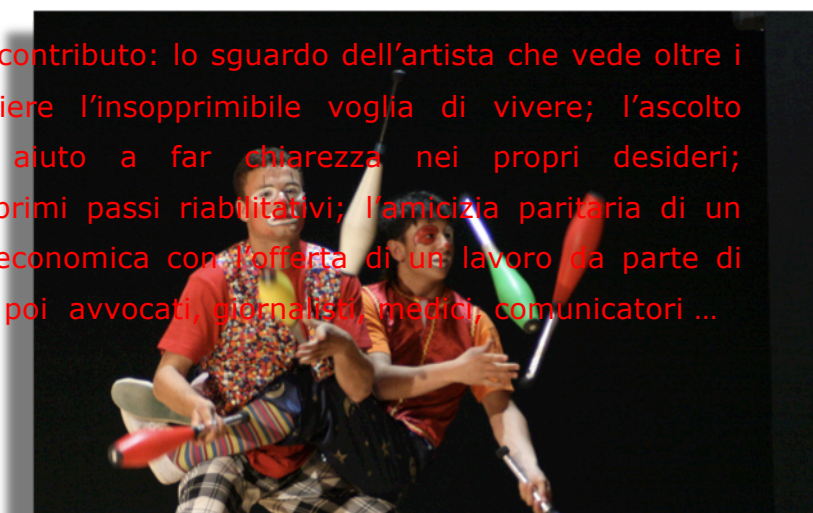 contributo: lo sguardo dell’artista che vede oltre i
iere l’insopprimibile voglia di vivere; l’ascolto
aiuto a far chiarezza nei propri desideri;
primi passi riabilitativi; l’amicizia paritaria di un
economica con l’offerta di un lavoro da parte di
poi avvocati, giornalisti, medici, comunicatori ...